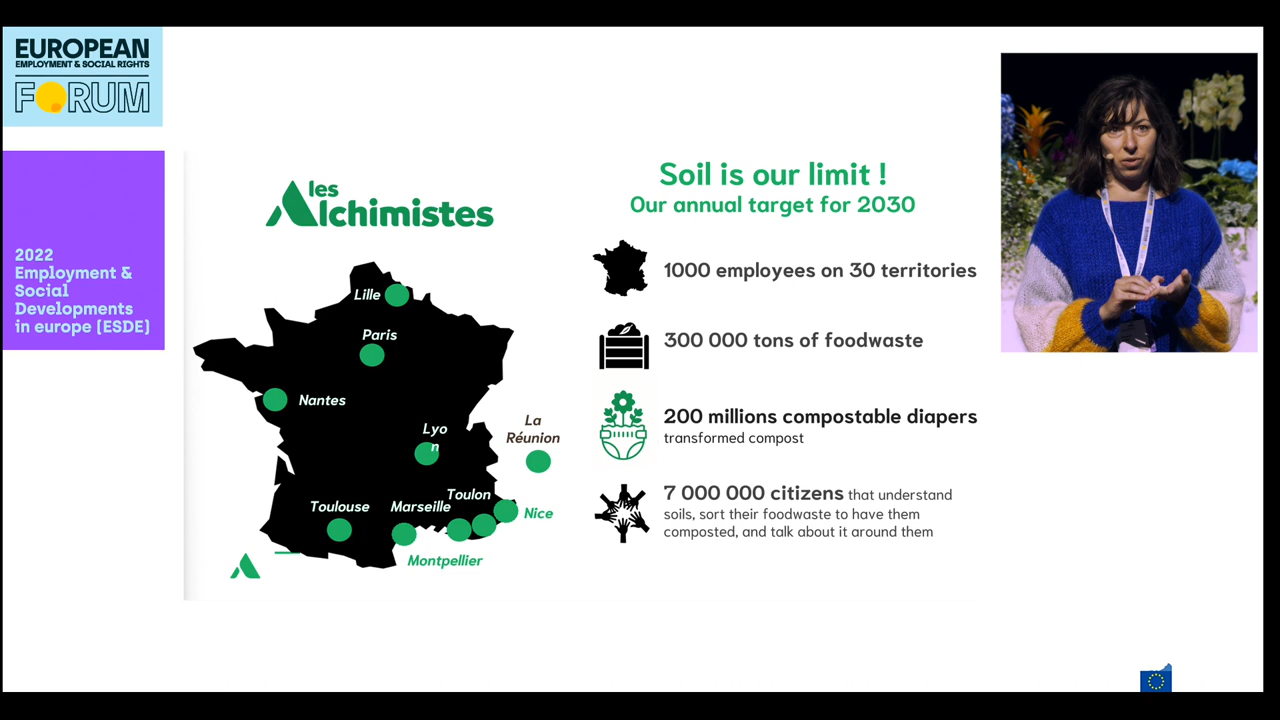 EUROPEAN
EMPLOYMENT & SOCIAL RIGHTS
FORUM
2022
Employment &
Social
Developments
in europe (ESDE)
les
Alchimistes
Lille
Paris
Nantes
Lyo
n
La
Réunion
Toulon
Toulouse
Marseille
Nice
Montpellier
Soil is our limit !
Our annual target for 2030
1000 employees on 30 territories
300 000 tons of foodwaste
200 millions compostable diapers
transformed compost
7 000 000 citizens that understand
soils, sort their foodwaste to have them
composted, and talk about it around them